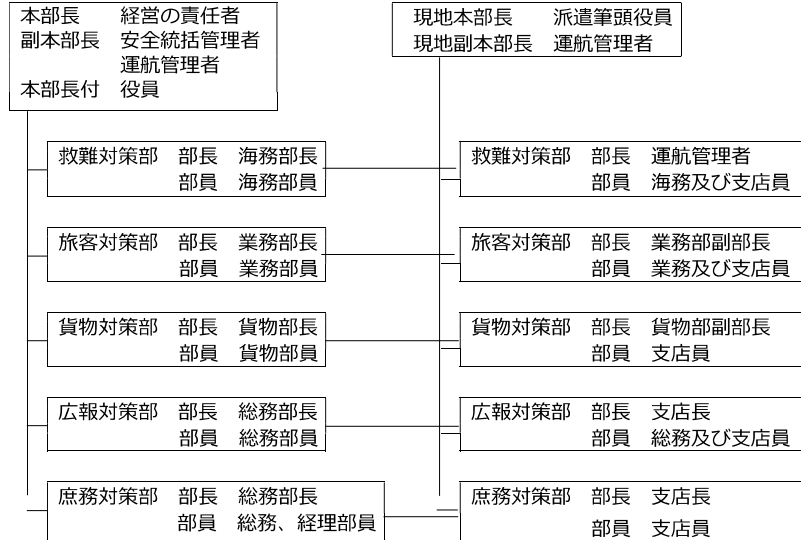 本部長 経営の責任者
副本部長 安全統括管理者
運航管理者
本部長付 役員
現地本部長 派遣筆頭役員
現地副本部長 運航管理者
救難対策部 部長 海務部長
部員 海務部員
救難対策部 部長 運航管理者
部員 海務及び支店員
旅客対策部 部長 業務部長
部員 業務部員
旅客対策部 部長 業務部副部長
部員 業務及び支店員
貨物対策部 部長 貨物部長
部員 貨物部員
貨物対策部 部長 貨物部副部長
部員 支店員
広報対策部 部長 総務部長
部員 総務部員
広報対策部 部長 支店長
部員 総務及び支店員
庶務対策部 部長 総務部長
部員 総務、経理部員
庶務対策部 部長 支店長
部員 支店員